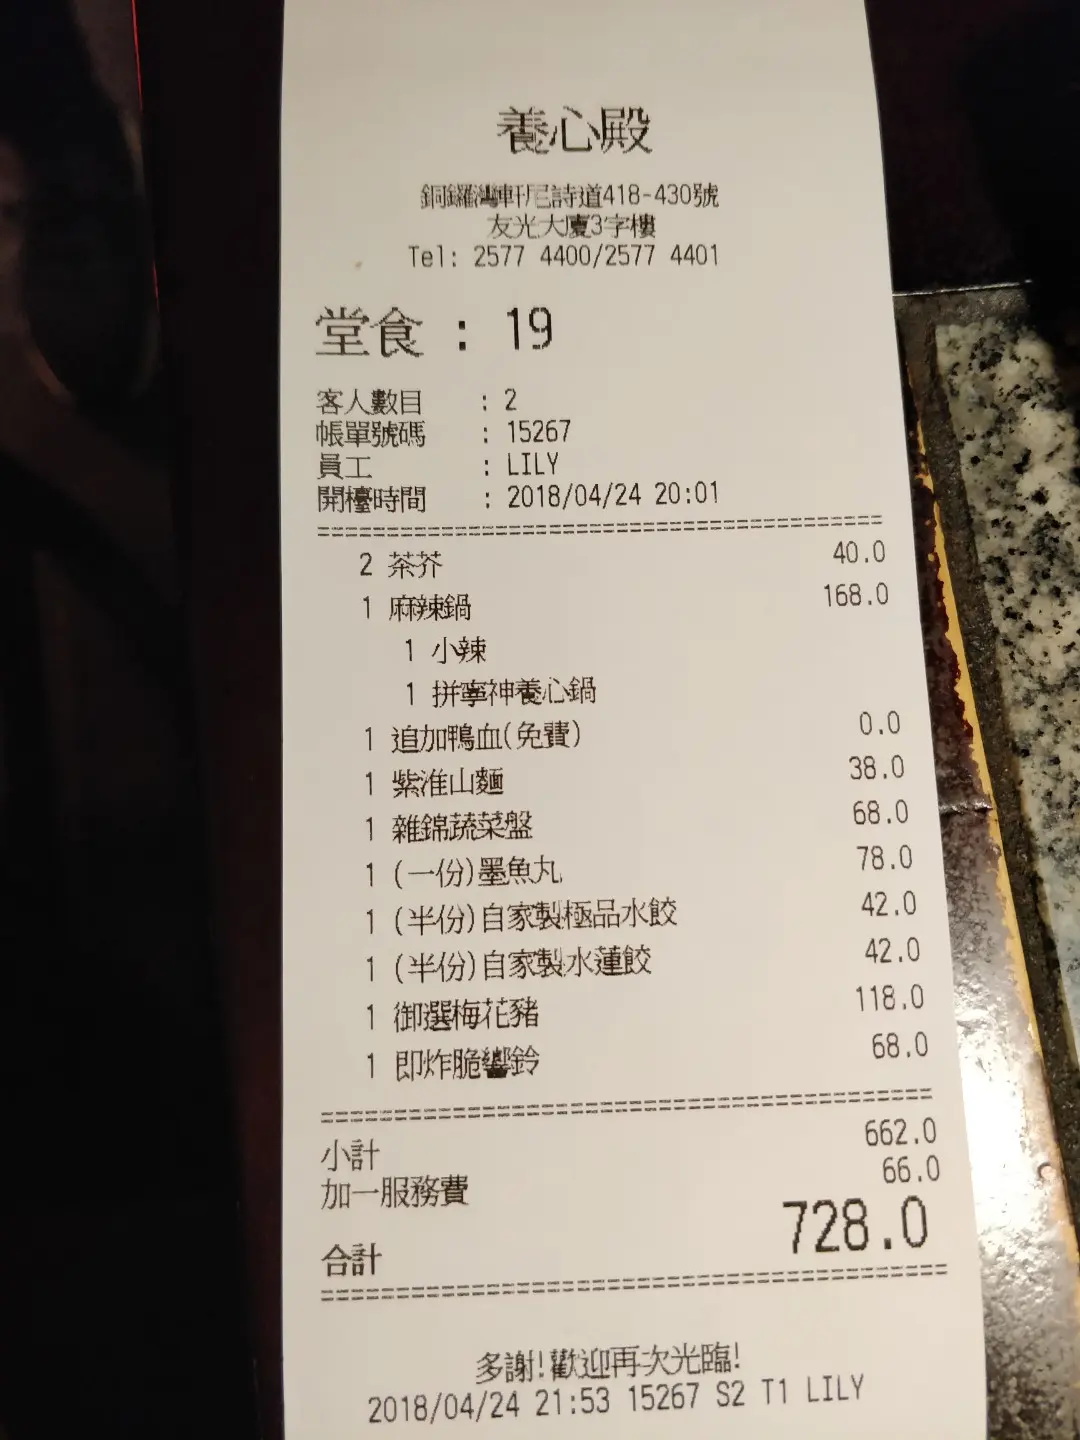 養心殿
銅鑼灣軒尼詩道418-430號
友光大廈3字樓
Tel: 2577 4400/2577 4401
堂食 : 19
客人數目 : 2
帳單號碼 : 15267
員工 : LILY
開檯時間 : 2018/04/24 20:01
2 茶芥 40.0
1 麻辣鍋 168.0
1 小辣
1 拼寧神養心鍋
1 追加鴨血(免費) 0.0
1 紫淮山麵 38.0
1 雜錦蔬菜盤 68.0
1 (一份)墨魚丸 78.0
1 (半份)自家製極品水餃 42.0
1 (半份)自家製水蓮餃 42.0
1 御選梅花豬 118.0
1 即炸脆響鈴 68.0
小計 662.0
加一服務費 66.0
合計 728.0
多謝!歡迎再次光臨!
2018/04/24 21:53 15267 S2 T1 LILY